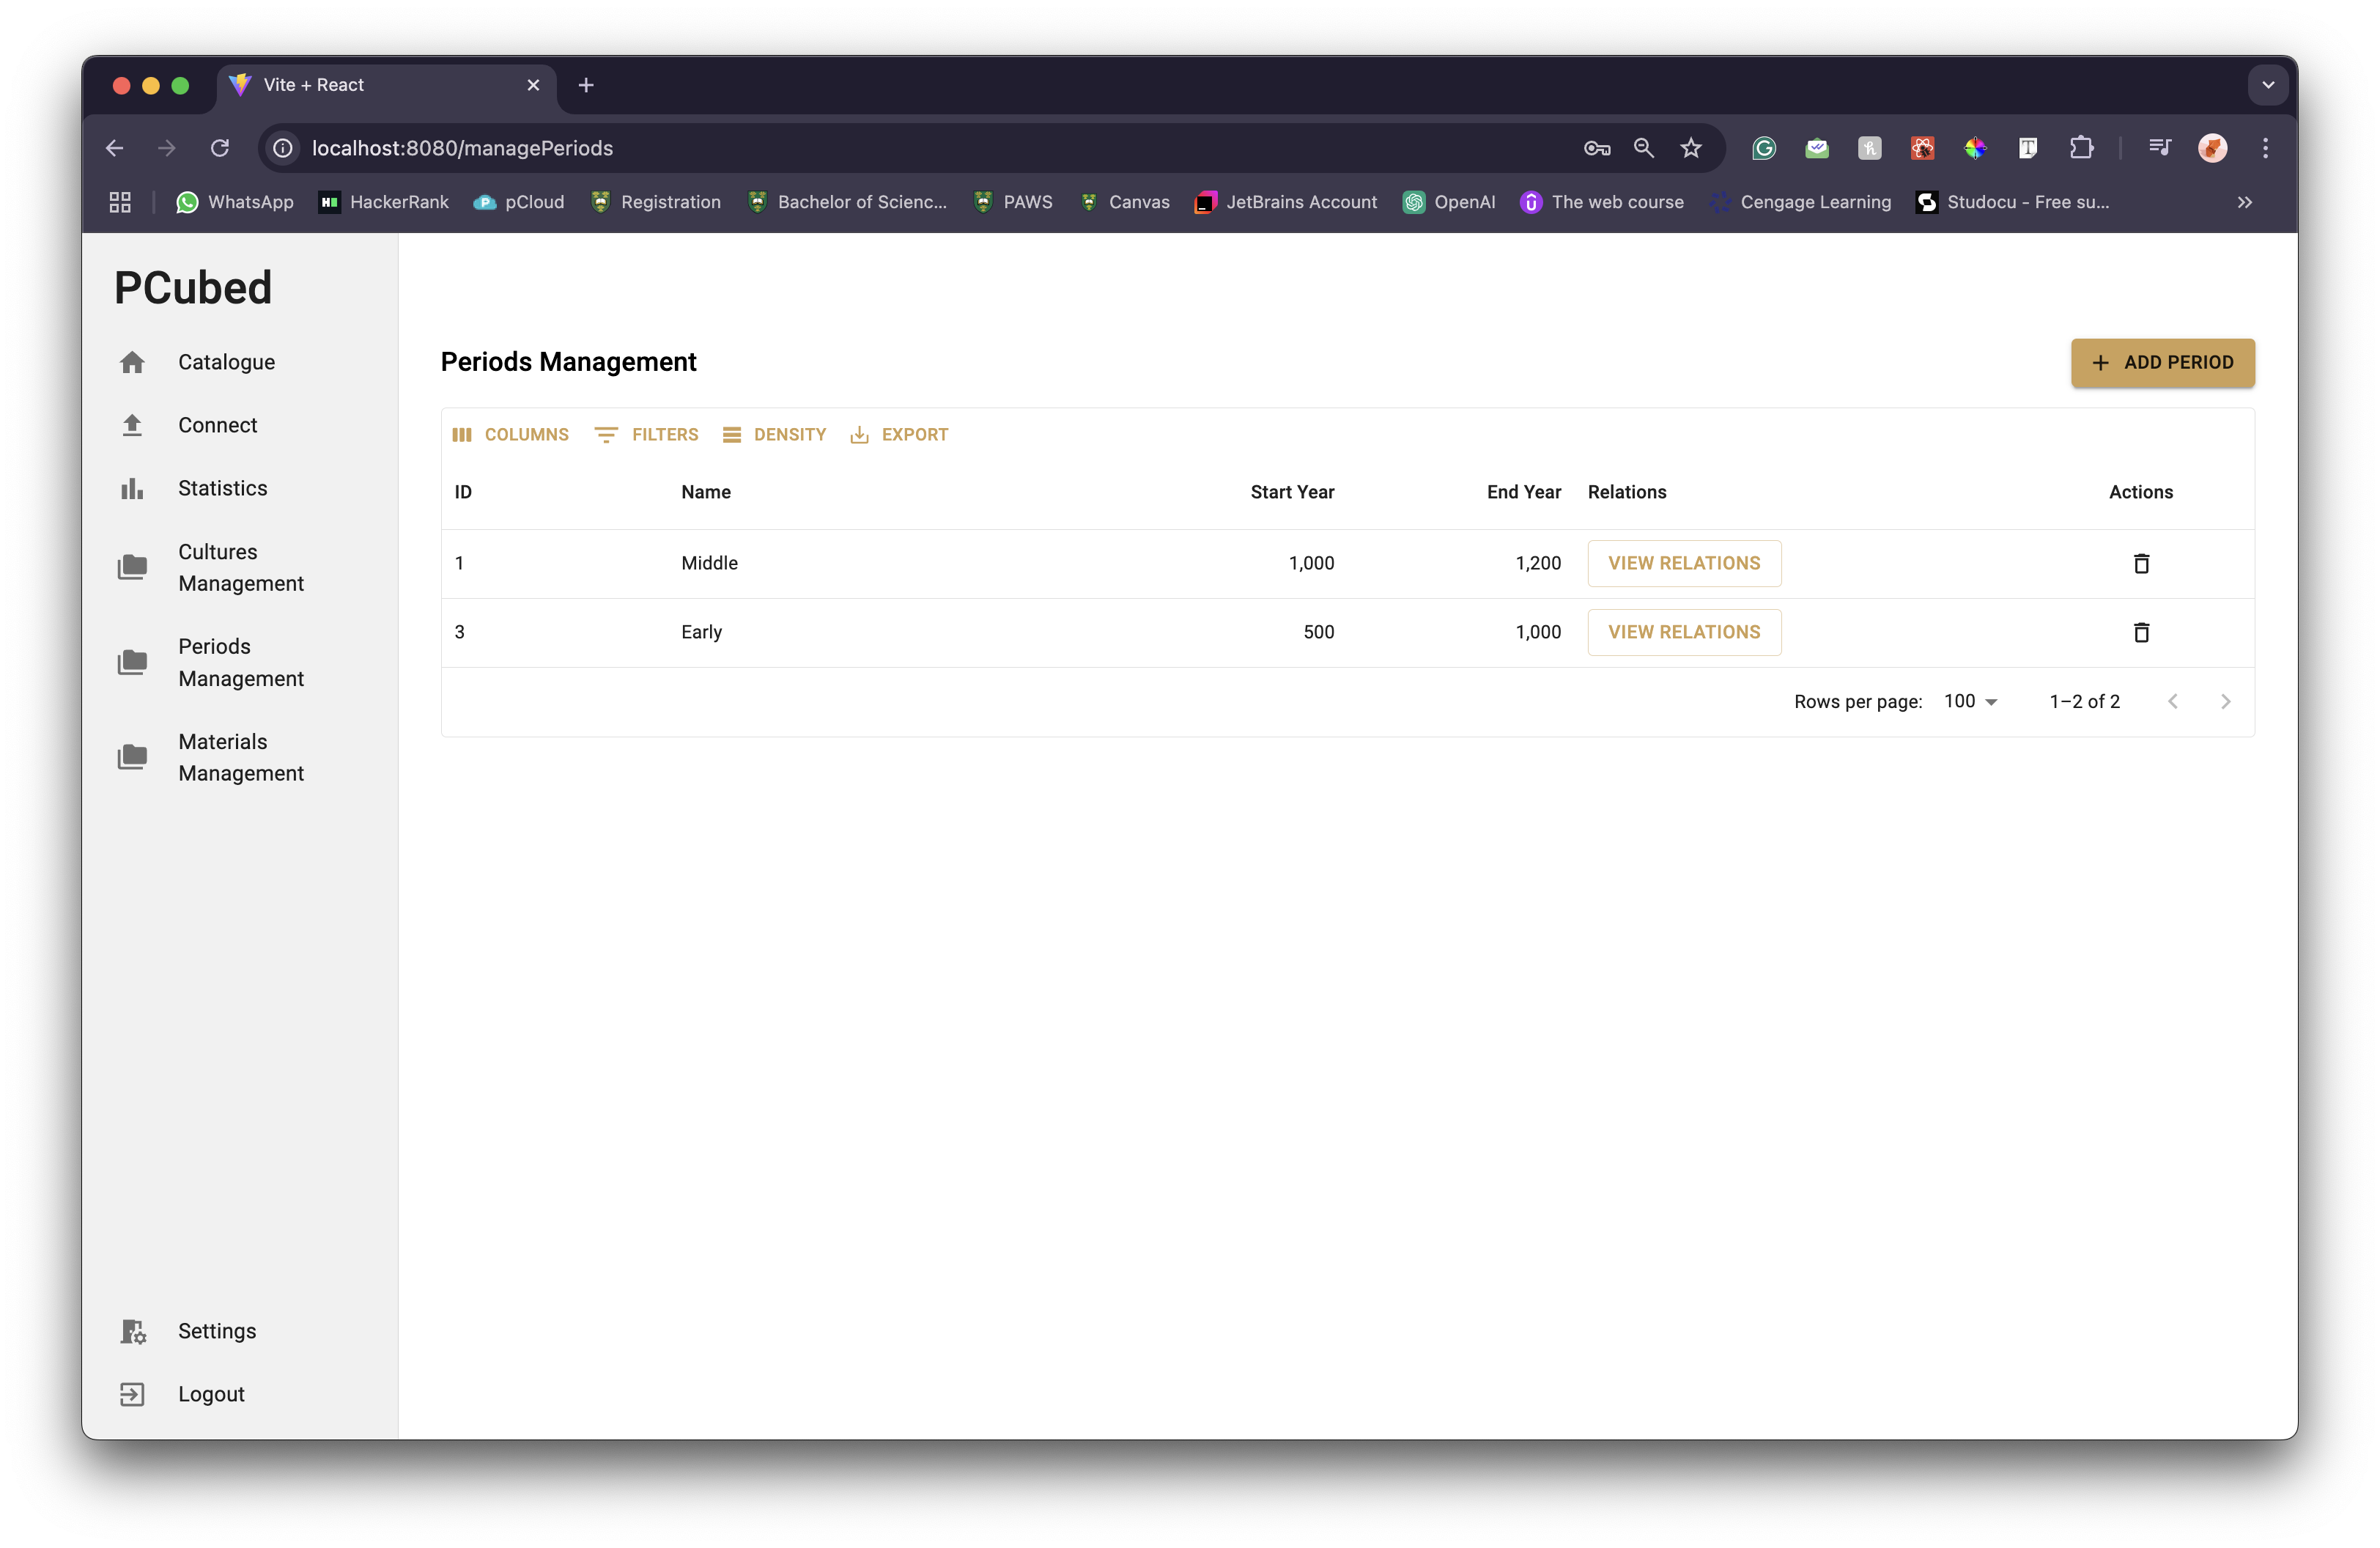 Vite + React
localhost:8080/managePeriods
WhatsApp HackerRank pCloud Registration Bachelor of Scienc... PAWS Canvas JetBrains Account OpenAI The web course Cengage Learning Studocu - Free su...
PCubed
Catalogue
Connect
Statistics
Cultures
Management
Periods
Management
Materials
Management
Settings
Logout
Periods Management
ADD PERIOD
COLUMNS FILTERS DENSITY EXPORT
ID Name Start Year End Year Relations Actions
1 Middle 1,000 1,200 VIEW RELATIONS
3 Early 500 1,000 VIEW RELATIONS
Rows per page: 100 1–2 of 2